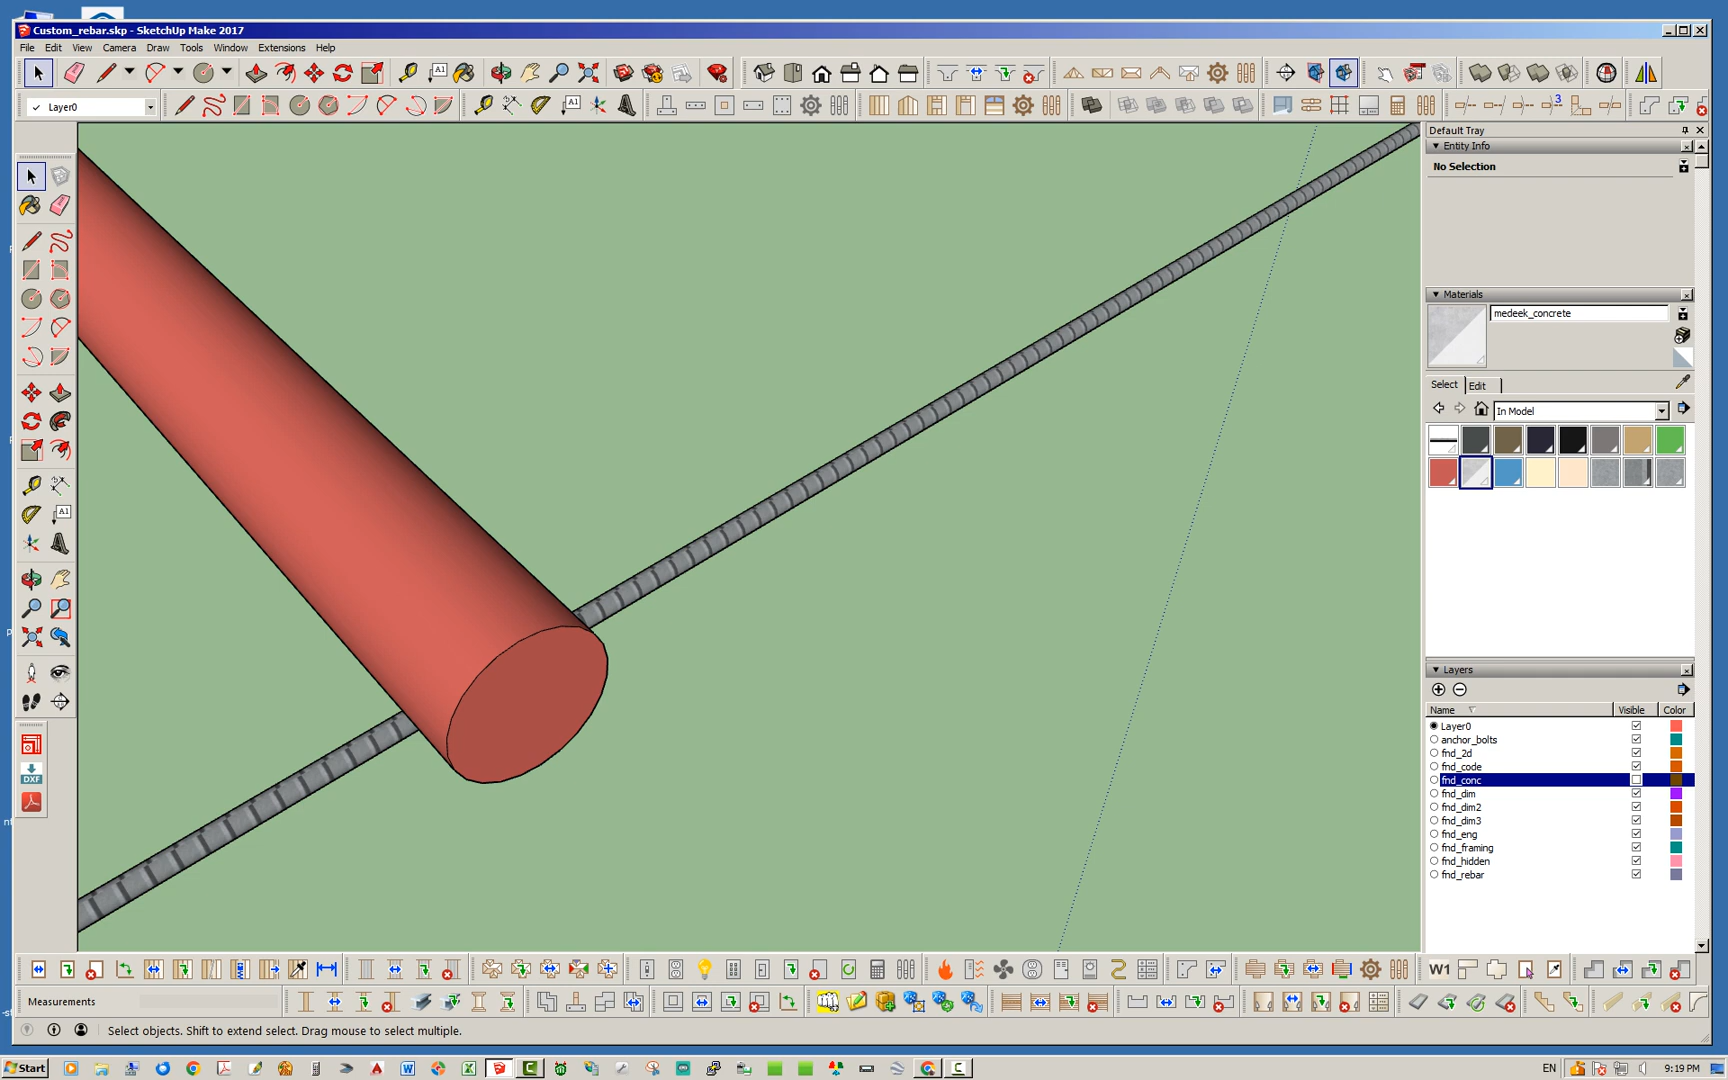 Custom_rebar.skp - SketchUp Make 2017
File Edit View Camera Draw Tools Window Extensions Help
Layer0
Default Tray
Entity Info
No Selection
Materials
medeek_concrete
Select Edit
In Model
Layers
Name Visible Color
Layer0
anchor_bolts
fnd_2d
fnd_code
fnd_conc
fnd_dim
fnd_dim2
fnd_dim3
fnd_eng
fnd_framing
fnd_hidden
fnd_rebar
DXF
W1
Measurements
Select objects. Shift to extend select. Drag mouse to select multiple.
Start
EN
9:19 PM